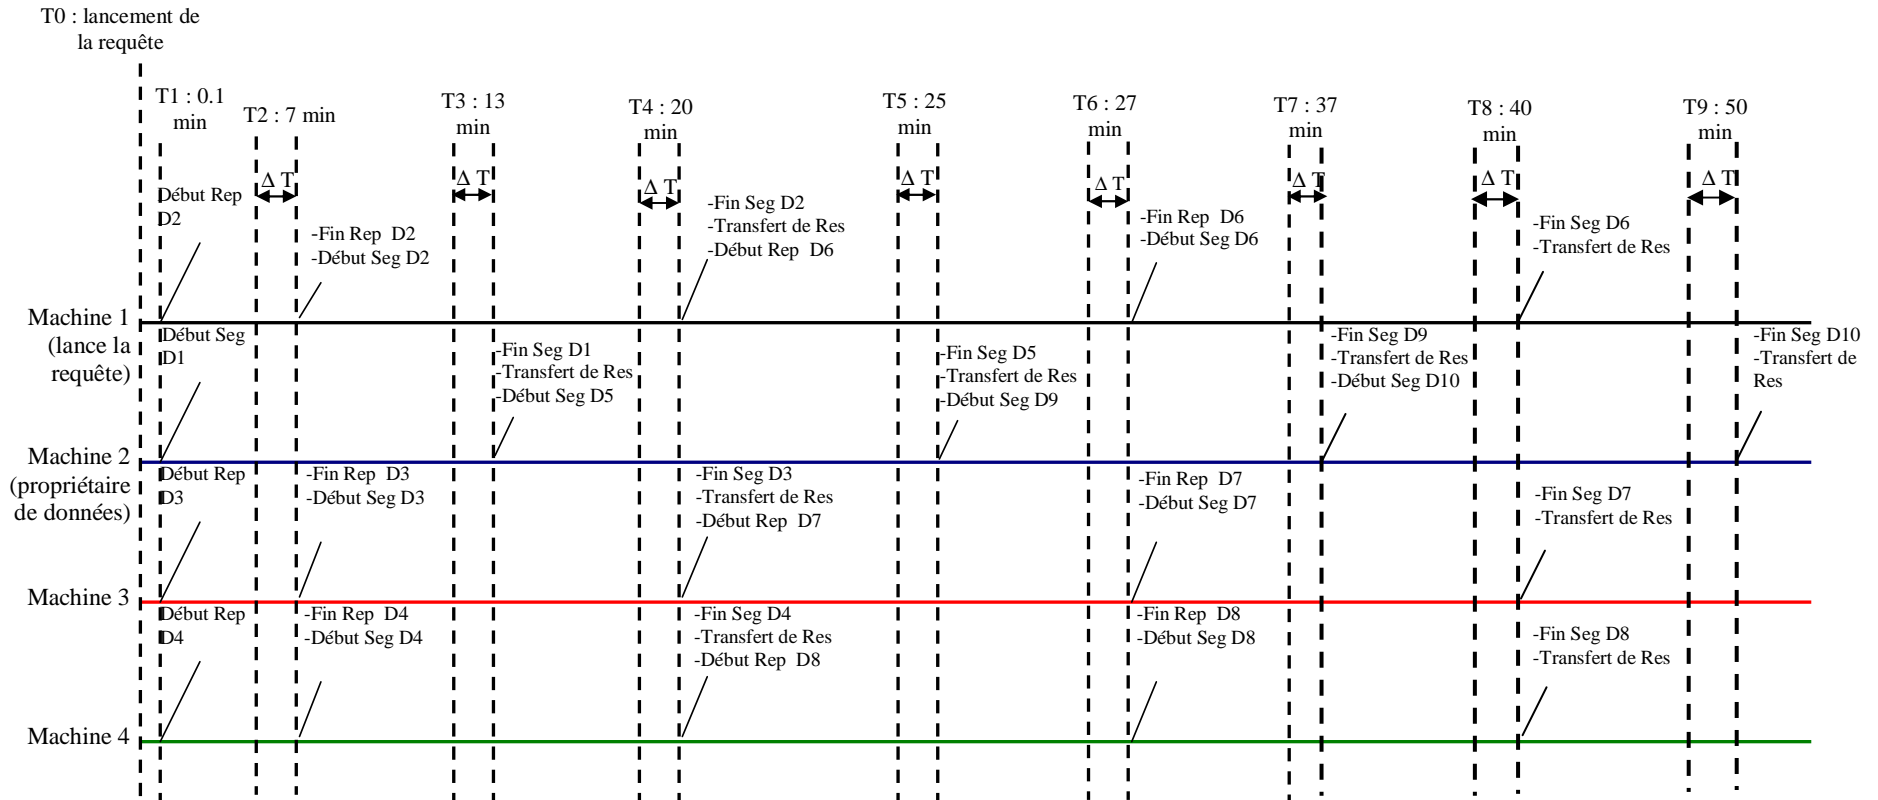 T0 : lancement de
la requête
T1 : 0.1
min
T2 : 7 min
T3 : 13
min
T4 : 20
min
T5 : 25
min
T6 : 27
min
T7 : 37
min
T8 : 40
min
T9 : 50
min
Δ T
Δ T
Δ T
Δ T
Δ T
Δ T
Δ T
Δ T
Début Rep
D2
-Fin Rep D2
-Début Seg D2
-Fin Seg D2
-Transfert de Res
-Début Rep D6
-Fin Rep D6
-Début Seg D6
-Fin Seg D6
-Transfert de Res
Machine 1
(lance la
requête)
Début Seg
D1
-Fin Seg D1
-Transfert de Res
-Début Seg D5
-Fin Seg D5
-Transfert de Res
-Début Seg D9
-Fin Seg D9
-Transfert de Res
-Début Seg D10
-Fin Seg D10
-Transfert de
Res
Machine 2
(propriétaire
de données)
Début Rep
D3
-Fin Rep D3
-Début Seg D3
-Fin Seg D3
-Transfert de Res
-Début Rep D7
-Fin Rep D7
-Début Seg D7
-Fin Seg D7
-Transfert de Res
Machine 3
Début Rep
D4
-Fin Rep D4
-Début Seg D4
-Fin Seg D4
-Transfert de Res
-Début Rep D8
-Fin Rep D8
-Début Seg D8
-Fin Seg D8
-Transfert de Res
Machine 4